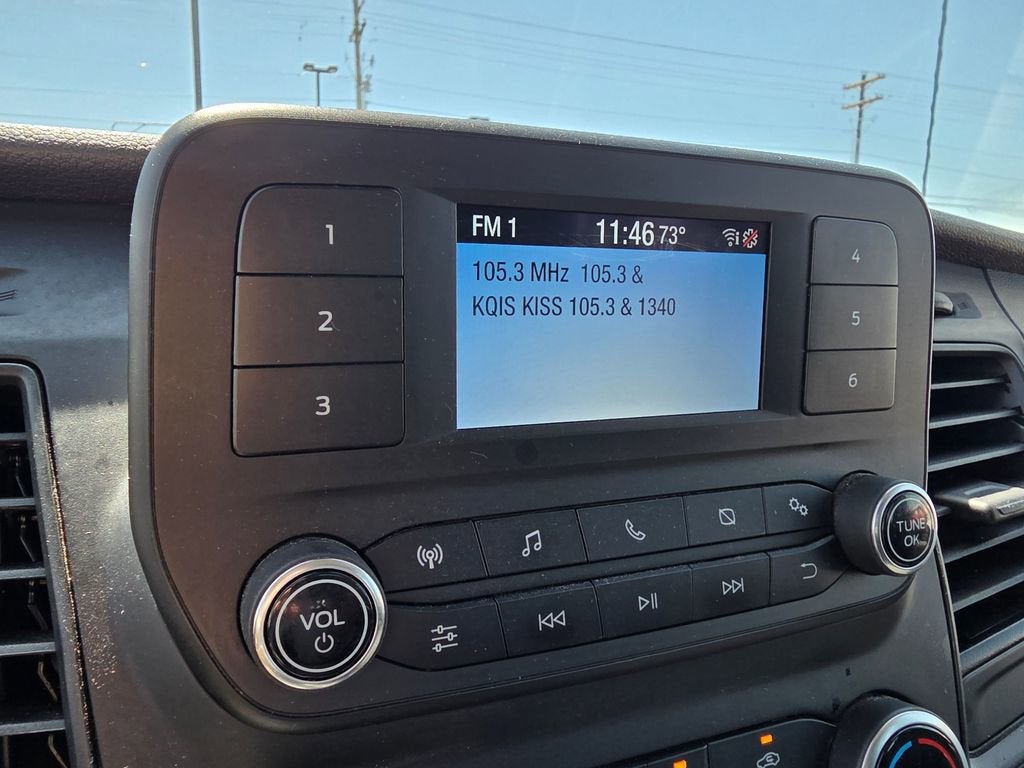 1
2
3
FM 1 11:46 73°
105.3 MHz 105.3 &
KQIS KISS 105.3 & 1340
4
5
6
VOL
TUNE
OK